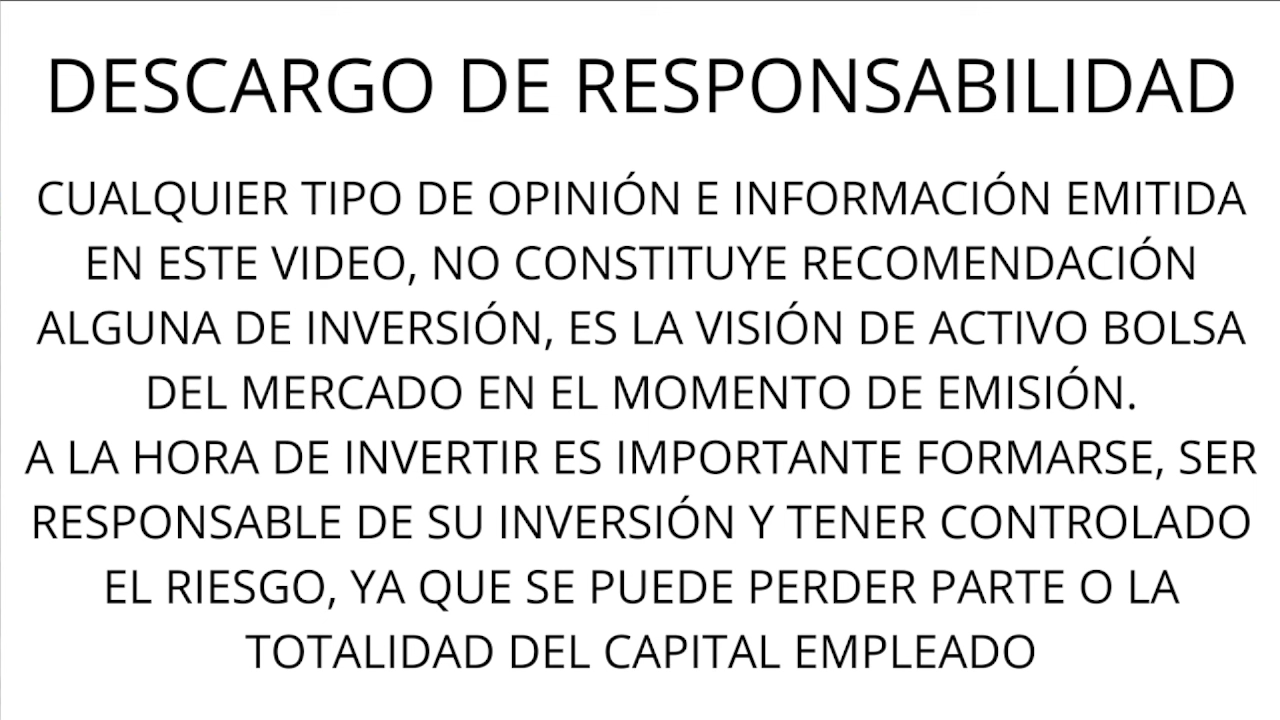 DESCARGO DE RESPONSABILIDAD
CUALQUIER TIPO DE OPINIÓN E INFORMACIÓN EMITIDA
EN ESTE VIDEO, NO CONSTITUYE RECOMENDACIÓN
ALGUNA DE INVERSIÓN, ES LA VISIÓN DE ACTIVO BOLSA
DEL MERCADO EN EL MOMENTO DE EMISIÓN.
A LA HORA DE INVERTIR ES IMPORTANTE FORMARSE, SER
RESPONSABLE DE SU INVERSIÓN Y TENER CONTROLADO
EL RIESGO, YA QUE SE PUEDE PERDER PARTE O LA
TOTALIDAD DEL CAPITAL EMPLEADO